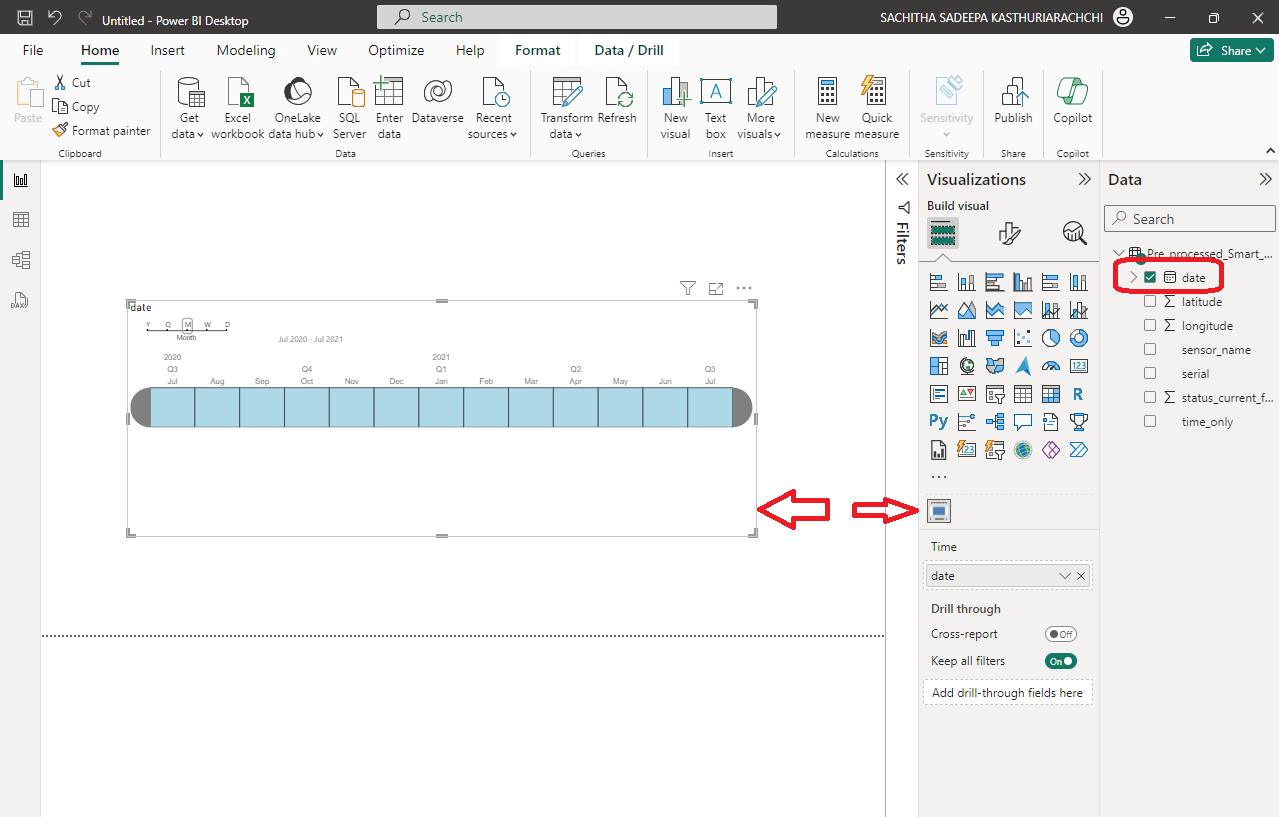 Untitled - Power BI Desktop
Search
SACHITHA SADEEPA KASTHURIARACHCHI
File Home Insert Modeling View Optimize Help Format Data / Drill
Share
Paste
Cut
Copy
Format painter
Clipboard
Get data
Excel workbook
OneLake data hub
SQL Server
Enter data
Dataverse
Recent sources
Data
Transform data
Refresh
Queries
New visual
Text box
More visuals
Insert
New measure
Quick measure
Calculations
Sensitivity
Sensitivity
Publish
Share
Copilot
Copilot
DAX
date
Y Q M W D
Month
Jul 2020 - Jul 2021
2020 2021
Q3 Q4 Q1 Q2 Q3
Jul Aug Sep Oct Nov Dec Jan Feb Mar Apr May Jun Jul
Filters
Visualizations
Build visual
123
R
Py
123
...
Time
date
Drill through
Cross-report
Off
Keep all filters
On
Add drill-through fields here
Data
Search
Pre_processed_Smart_...
date
latitude
longitude
sensor_name
serial
status_current_f...
time_only